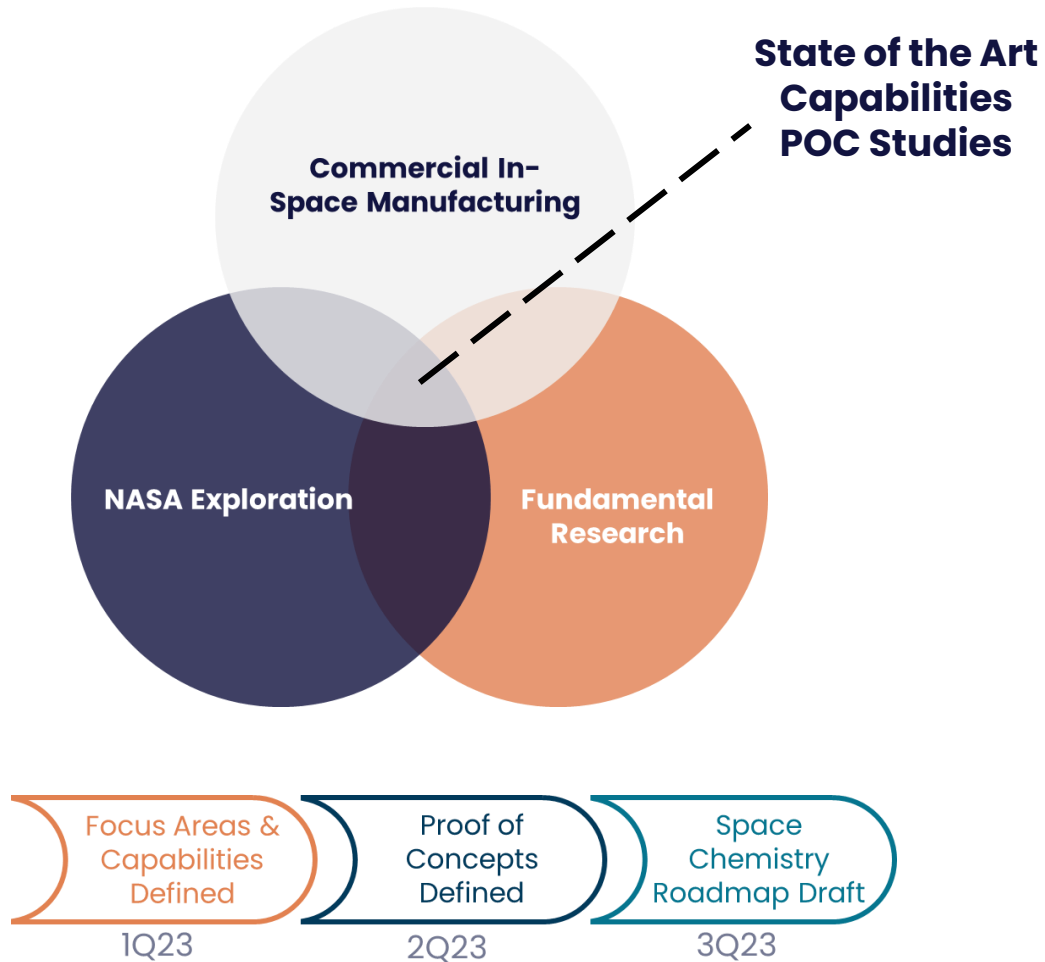 State of the Art
Capabilities
POC Studies
Commercial In-
Space Manufacturing
NASA Exploration
Fundamental
Research
Focus Areas &
Capabilities
Defined
1Q23
Proof of
Concepts
Defined
2Q23
Space
Chemistry
Roadmap Draft
3Q23